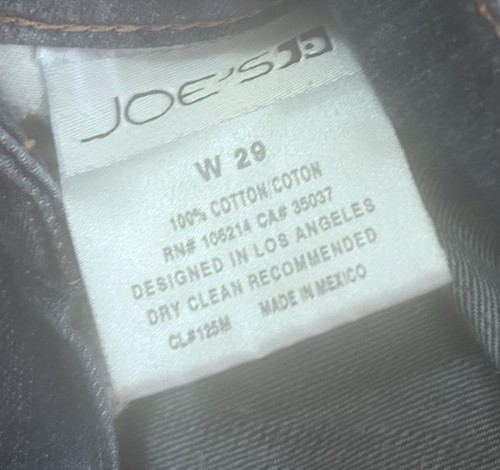 JOE'S
W 29
100% COTTON/COTON
RN# 106214 CA# 35037
DESIGNED IN LOS ANGELES
DRY CLEAN RECOMMENDED
CL#125M MADE IN MEXICO